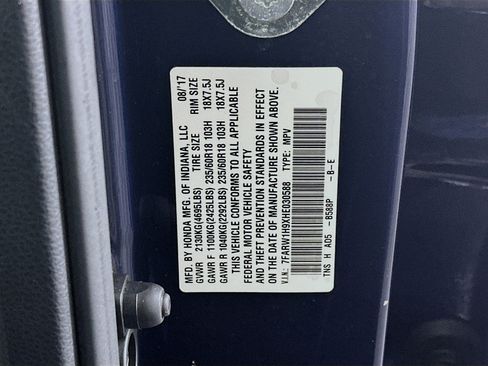 MFD. BY HONDA MFG. OF INDIANA, LLC 08/'17
TIRE SIZE RIM SIZE
GVWR 2130KG(4695LBS)
GAWR F 1100KG(2425LBS) 235/60R18 103H 18X7.5J
GAWR R 1040KG(2292LBS) 235/60R18 103H 18X7.5J
THIS VEHICLE CONFORMS TO ALL APPLICABLE
FEDERAL MOTOR VEHICLE SAFETY
AND THEFT PREVENTION STANDARDS IN EFFECT
ON THE DATE OF MANUFACTURE SHOWN ABOVE.
V.I.N.: 7FARW1H9XHE030588 TYPE: MPV
TNS H AD5 -B588P -B-E